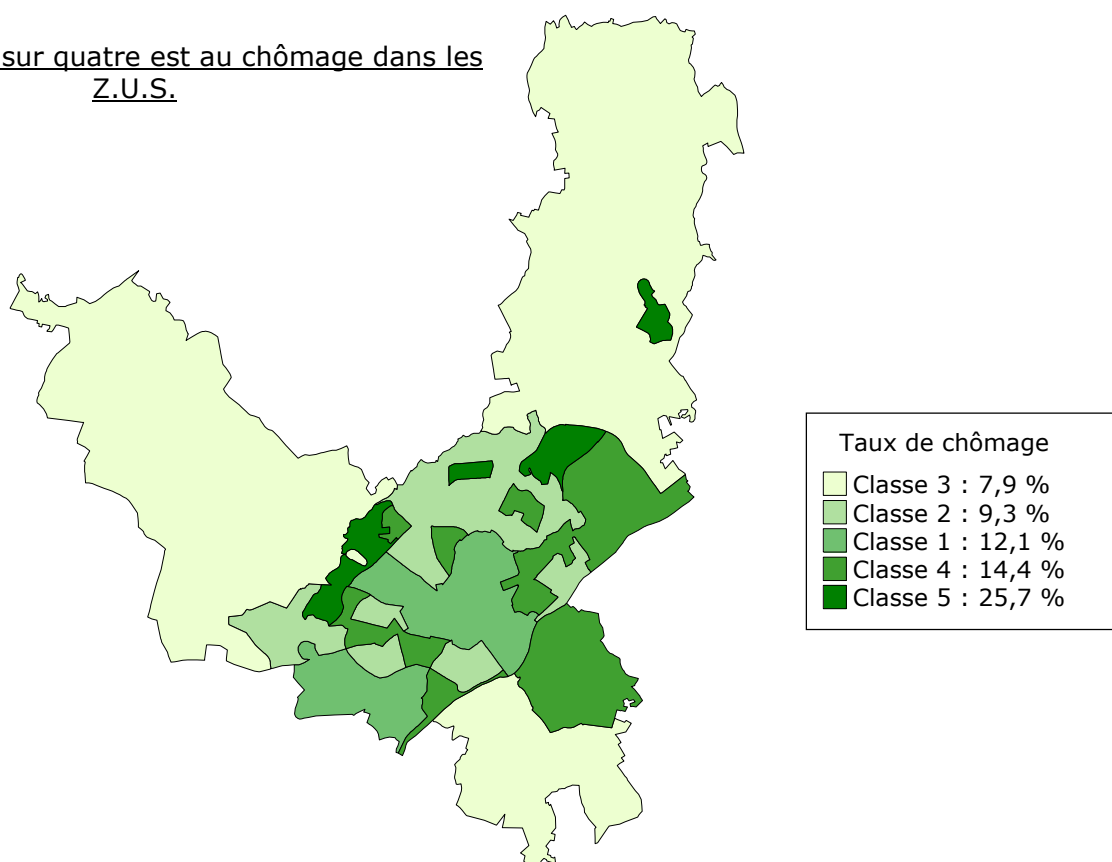 sur quatre est au chômage dans les
Z.U.S.
Taux de chômage
Classe 3 : 7,9 %
Classe 2 : 9,3 %
Classe 1 : 12,1 %
Classe 4 : 14,4 %
Classe 5 : 25,7 %